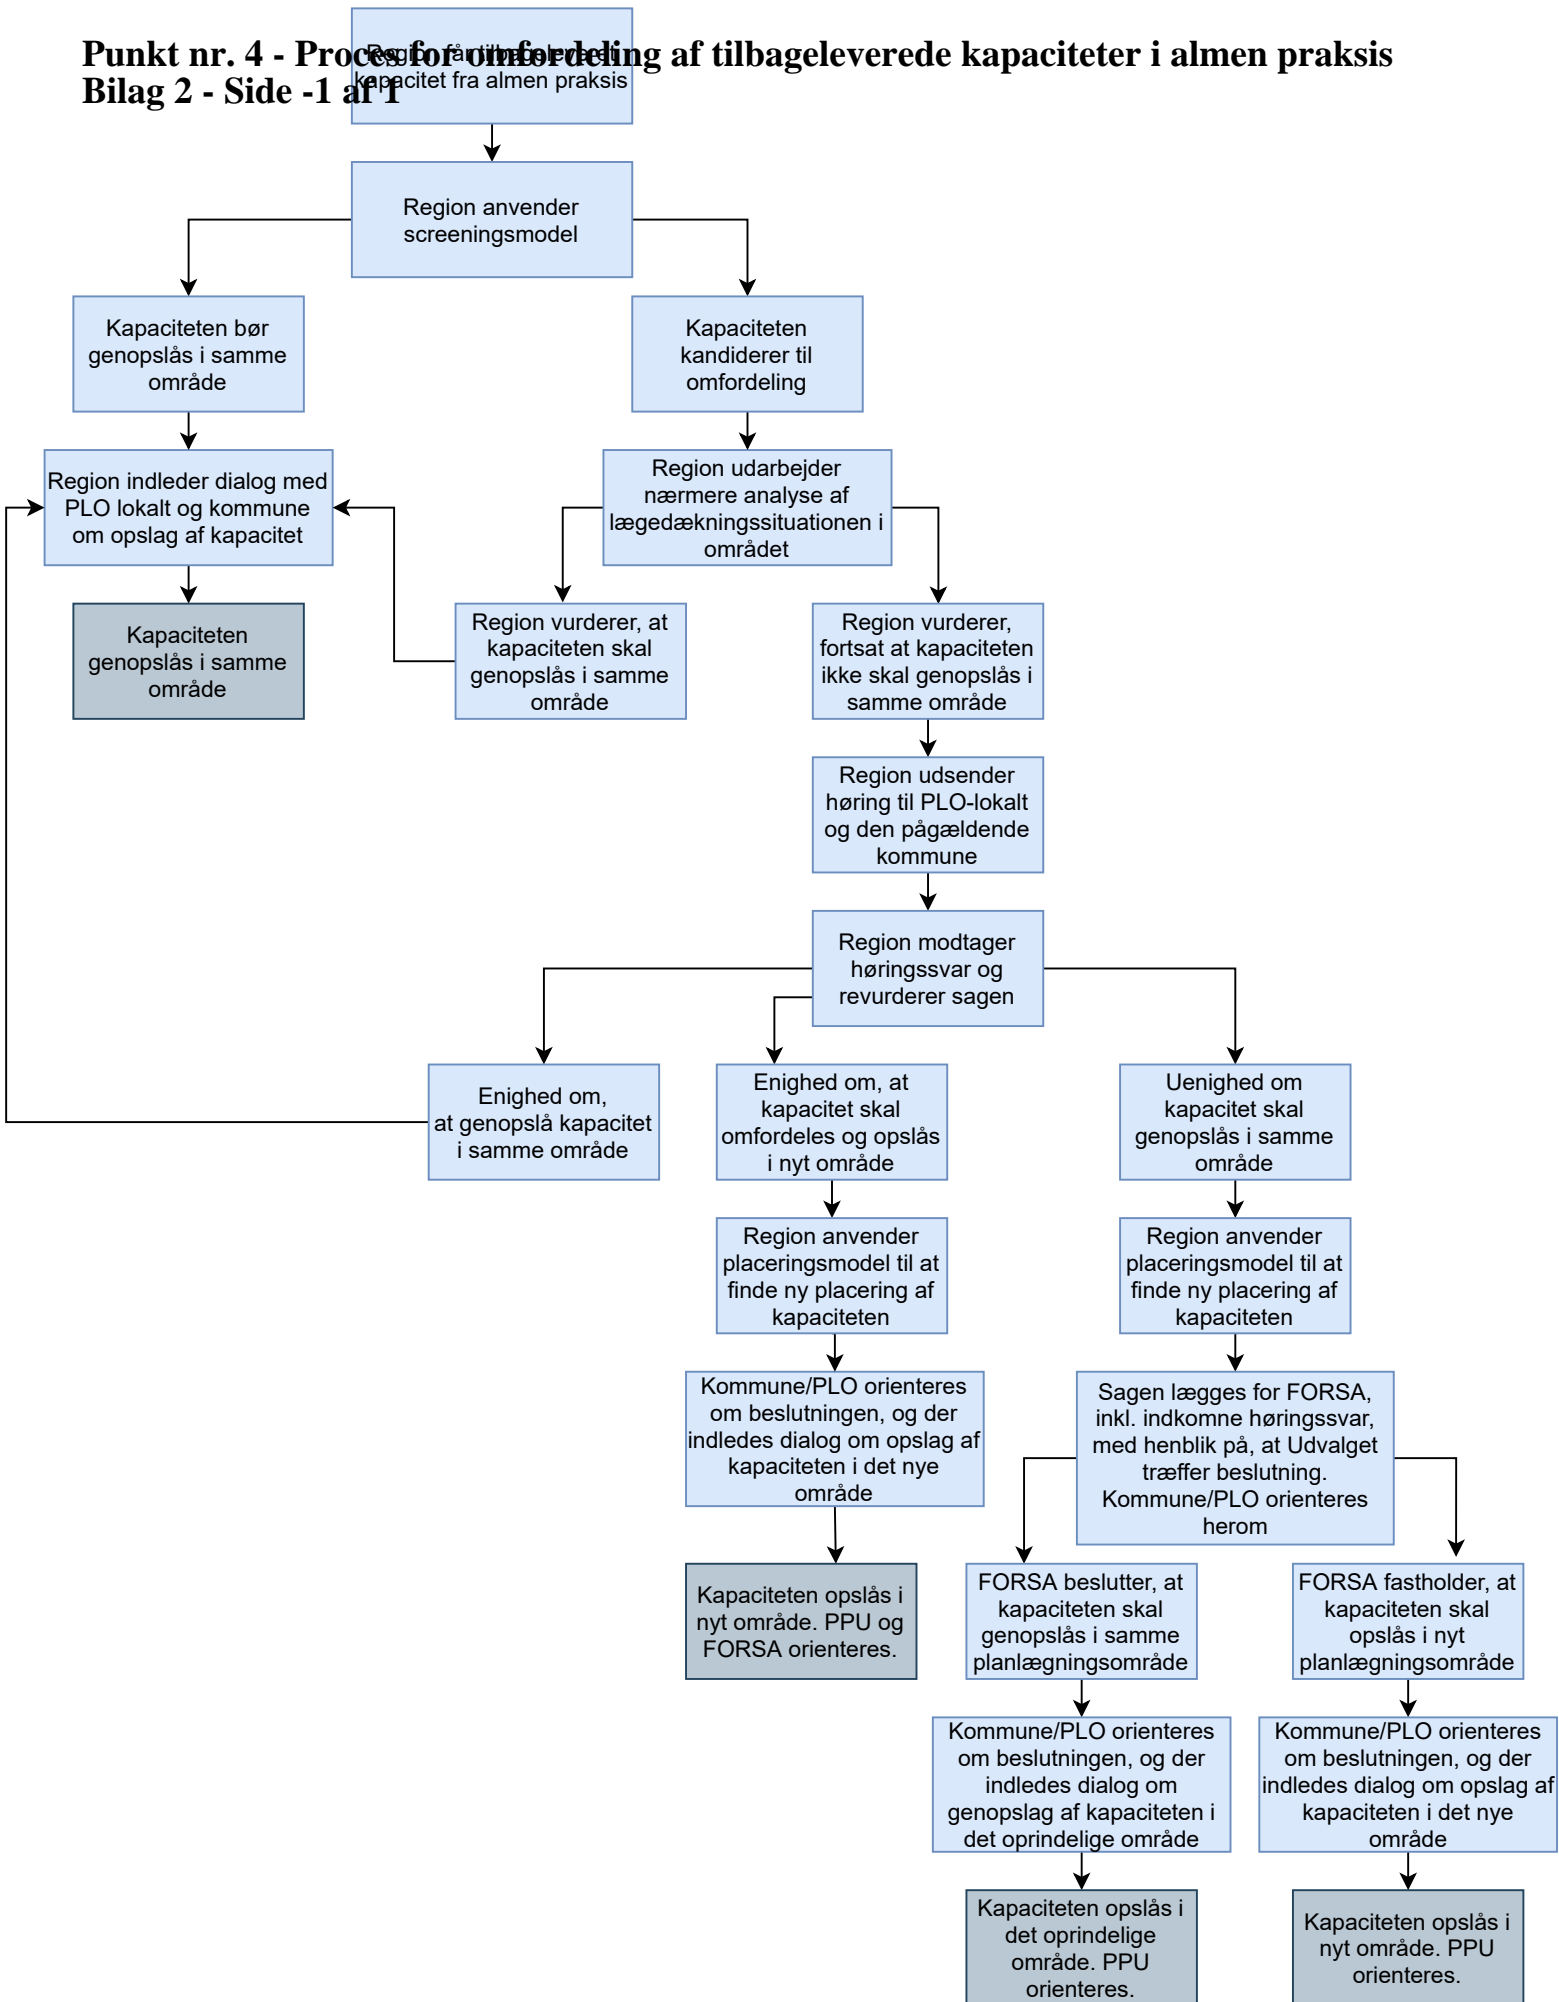 Punkt nr. 4 - Proces for omfordeling af tilbageleverede kapaciteter i almen praksis
Bilag 2 - Side -1 af 1
Region får tilbageleveret
kapacitet fra almen praksis
Region anvender
screeningsmodel
Kapaciteten bør
genopslås i samme
område
Kapaciteten
kandiderer til
omfordeling
Region indleder dialog med
PLO lokalt og kommune
om opslag af kapacitet
Region udarbejder
nærmere analyse af
lægedækningssituationen i
området
Kapaciteten
genopslås i samme
område
Region vurderer, at
kapaciteten skal
genopslås i samme
område
Region vurderer,
fortsat at kapaciteten
ikke skal genopslås i
samme område
Region udsender
høring til PLO-lokalt
og den pågældende
kommune
Region modtager
høringssvar og
revurderer sagen
Enighed om,
at genopslå kapacitet
i samme område
Enighed om, at
kapacitet skal
omfordeles og opslås
i nyt område
Uenighed om
kapacitet skal
genopslås i samme
område
Region anvender
placeringsmodel til at
finde ny placering af
kapaciteten
Region anvender
placeringsmodel til at
finde ny placering af
kapaciteten
Kommune/PLO orienteres
om beslutningen, og der
indledes dialog om opslag af
kapaciteten i det nye
område
Sagen lægges for FORSA,
inkl. indkomne høringssvar,
med henblik på, at Udvalget
træffer beslutning.
Kommune/PLO orienteres
herom
Kapaciteten opslås i
nyt område. PPU og
FORSA orienteres.
FORSA beslutter, at
kapaciteten skal
genopslås i samme
planlægningsområde
FORSA fastholder, at
kapaciteten skal
opslås i nyt
planlægningsområde
Kommune/PLO orienteres
om beslutningen, og der
indledes dialog om
genopslag af kapaciteten i
det oprindelige område
Kommune/PLO orienteres
om beslutningen, og der
indledes dialog om opslag af
kapaciteten i det nye
område
Kapaciteten opslås i
det oprindelige
område. PPU
orienteres.
Kapaciteten opslås i
nyt område. PPU
orienteres.